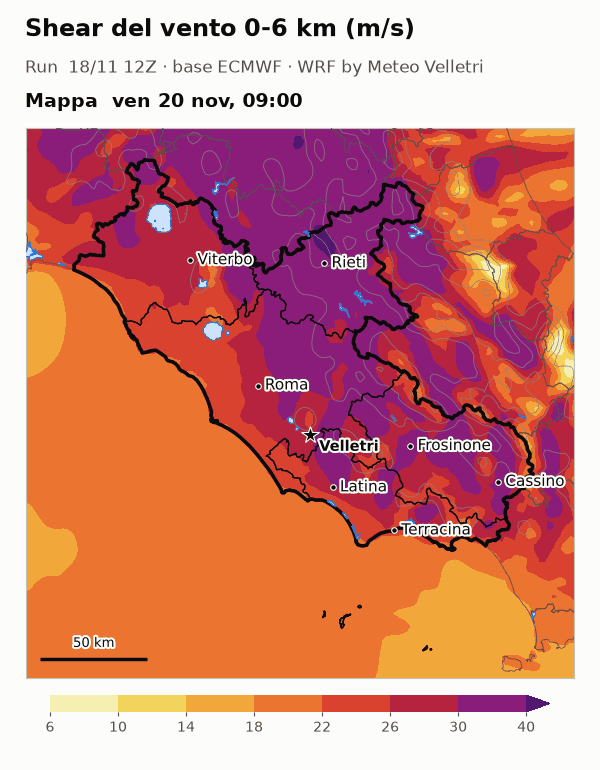 Shear del vento 0-6 km (m/s)
Run  18/11 12Z · base ECMWF · WRF by Meteo Velletri
Mappa  ven 20 nov, 09:00
Viterbo
Rieti
Roma
Velletri
Frosinone
Latina
Cassino
Terracina
50 km
6 10 14 18 22 26 30 40